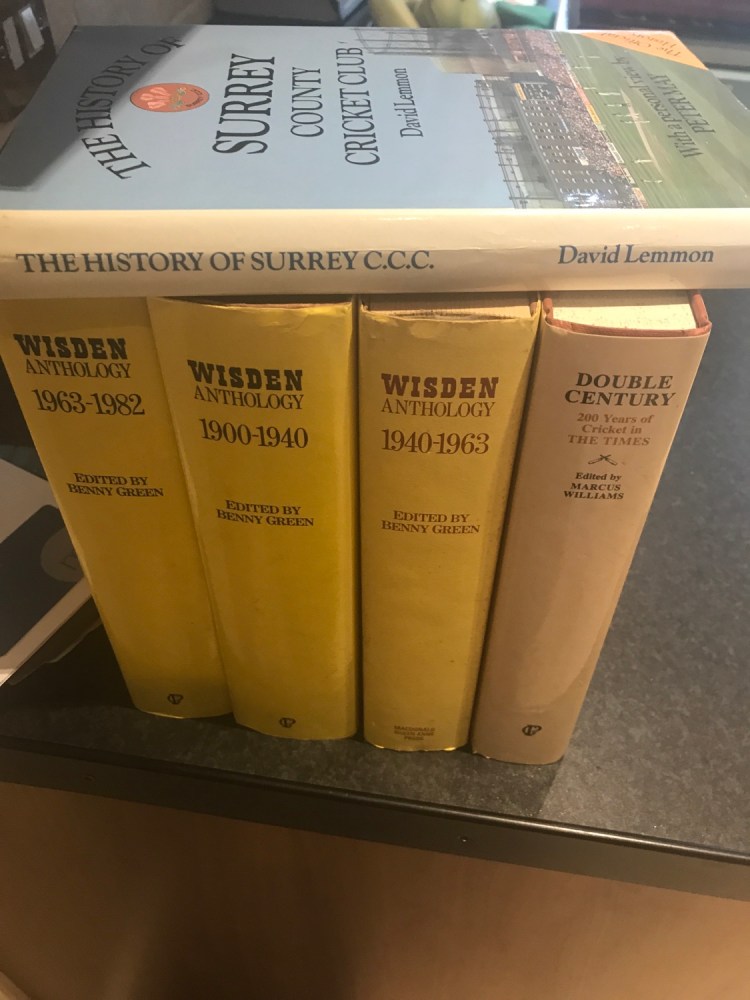 THE HISTORY OF
SURREY
COUNTY
CRICKET CLUB
David Lemmon
With a personal view by
PETER MAY
THE HISTORY OF SURREY C.C.C.
David Lemmon
WISDEN
ANTHOLOGY
1963-1982
EDITED BY
BENNY GREEN
WISDEN
ANTHOLOGY
1900-1940
EDITED BY
BENNY GREEN
WISDEN
ANTHOLOGY
1940-1963
EDITED BY
BENNY GREEN
DOUBLE
CENTURY
200 Years of
Cricket in
THE TIMES
Edited by
MARCUS
WILLIAMS